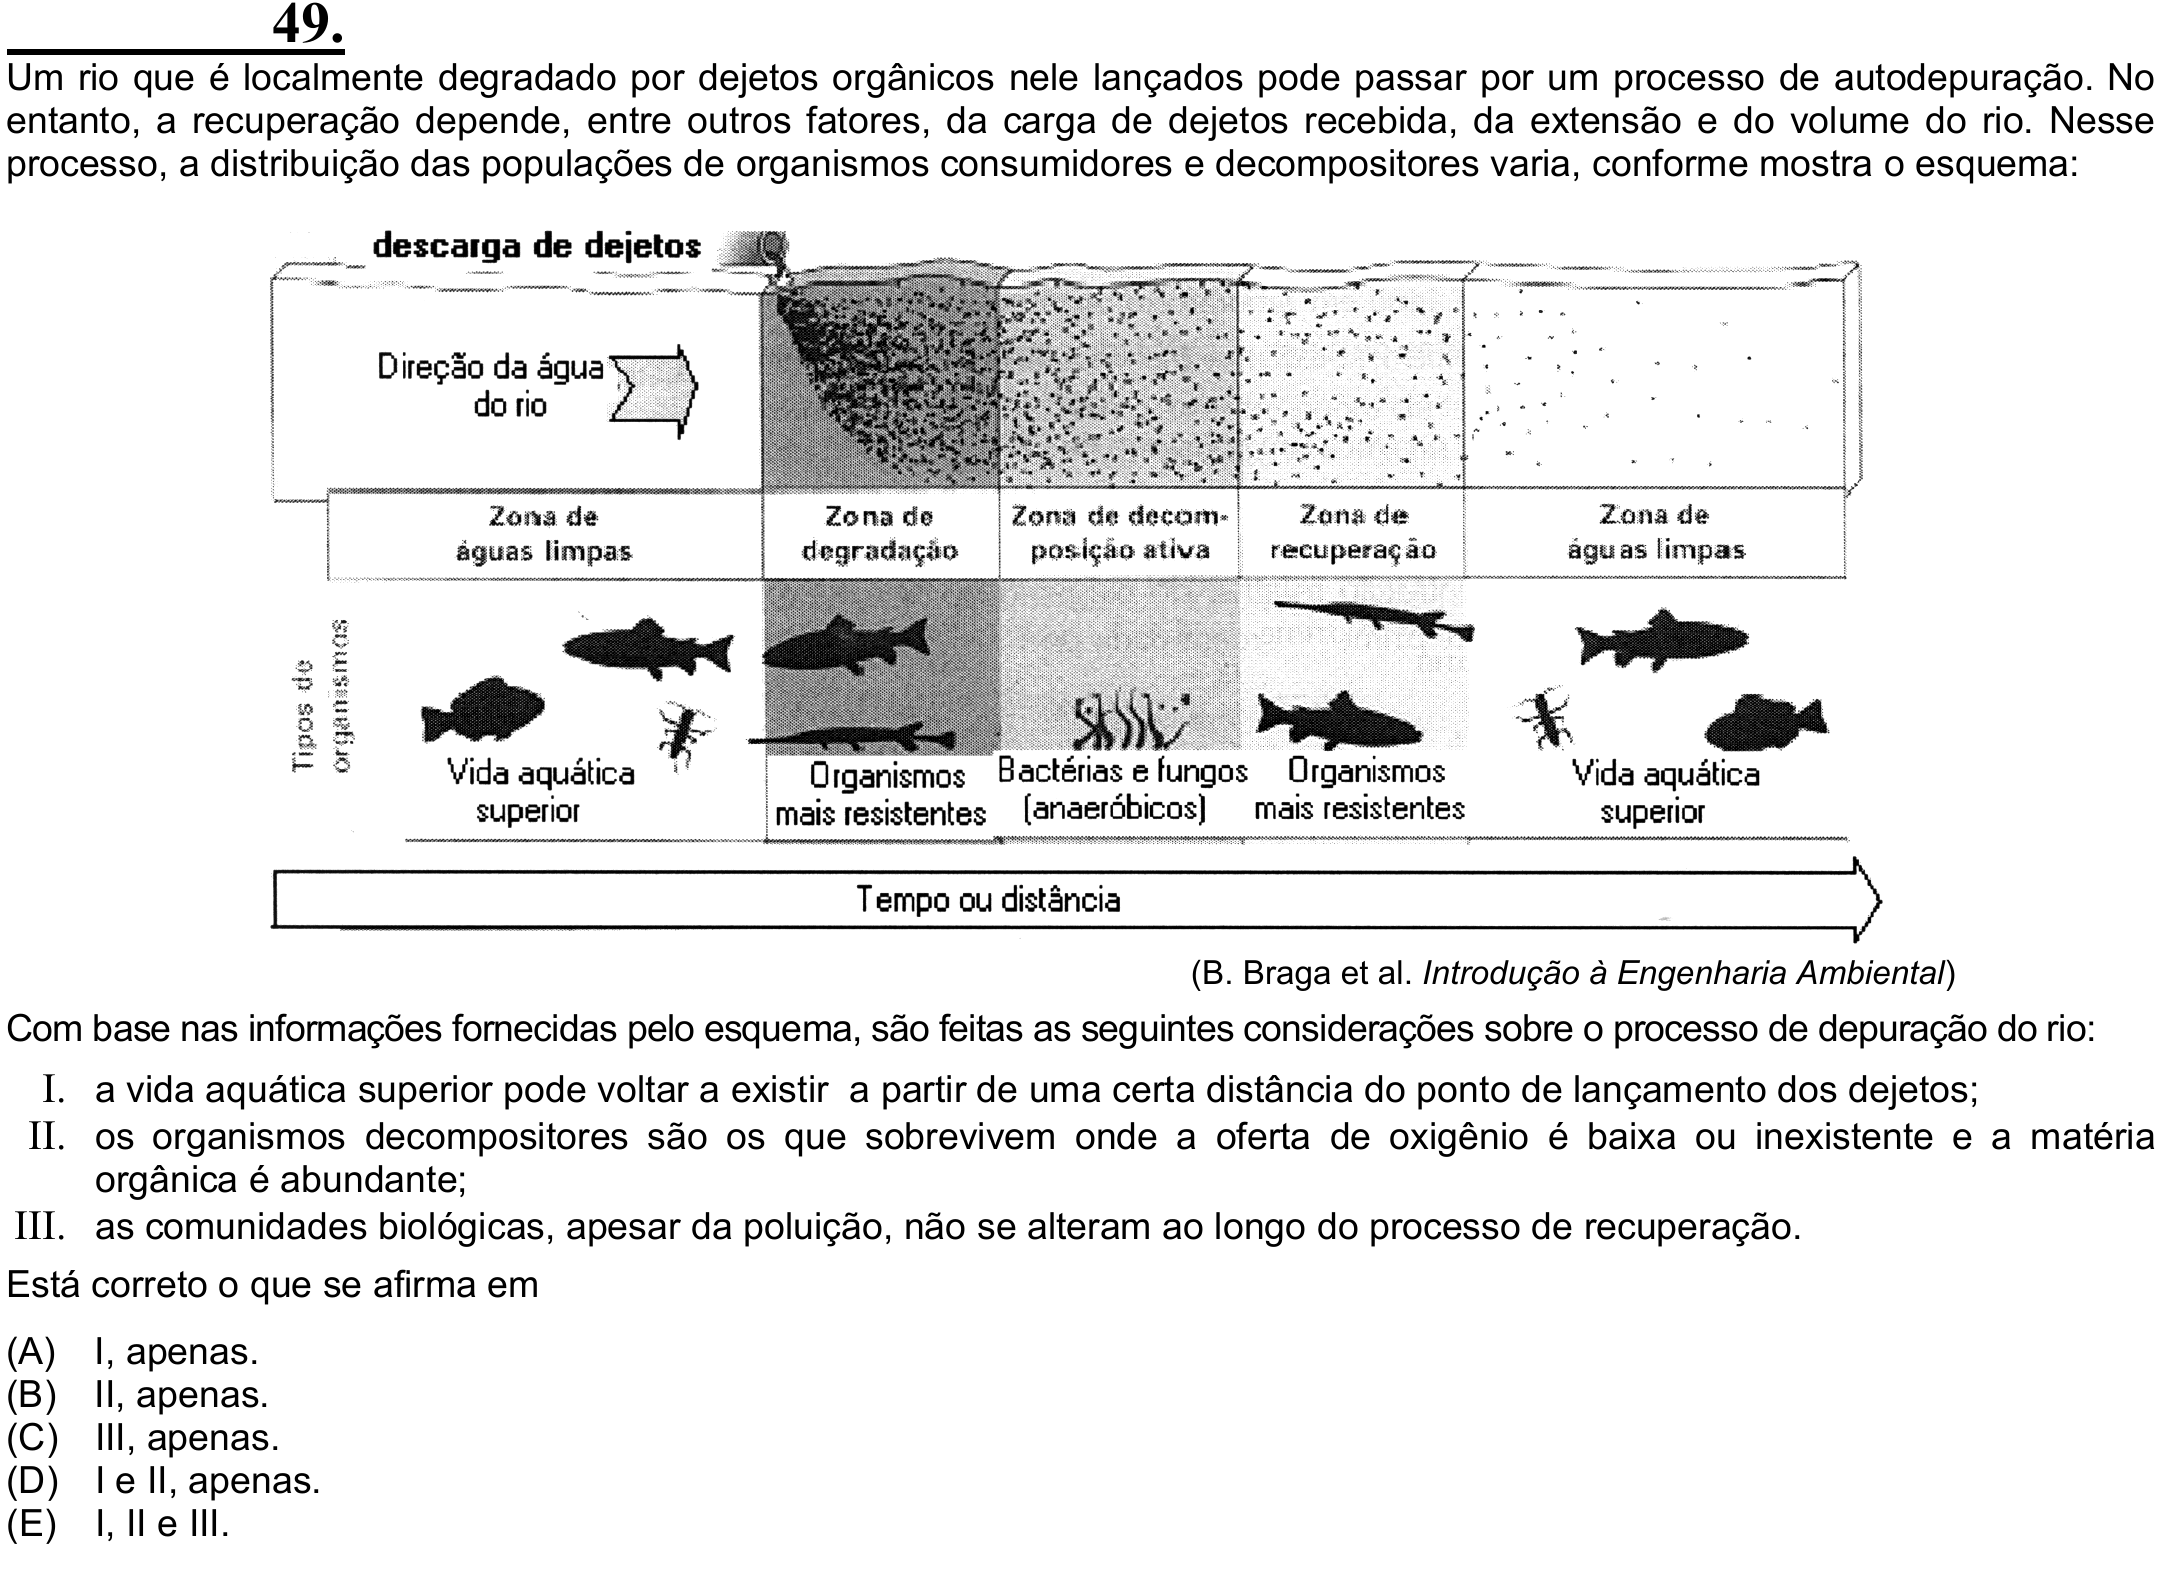 49.
Um rio que é localmente degradado por dejetos orgânicos nele lançados pode passar por um processo de autodepuração. No
entanto, a recuperação depende, entre outros fatores, da carga de dejetos recebida, da extensão e do volume do rio. Nesse
processo, a distribuição das populações de organismos consumidores e decompositores varia, conforme mostra o esquema:
descarga de dejetos
Direção da água
do rio
Zona de
águas limpas
Zona de
degradação
Zona de decom-
posição ativa
Zona de
recuperação
Zona de
águas limpas
Tipos de
organismos
Vida aquática
superior
Organismos
mais resistentes
Bactérias e fungos
(anaeróbicos)
Organismos
mais resistentes
Vida aquática
superior
Tempo ou distância
(B. Braga et al. Introdução à Engenharia Ambiental)
Com base nas informações fornecidas pelo esquema, são feitas as seguintes considerações sobre o processo de depuração do rio:
I. a vida aquática superior pode voltar a existir a partir de uma certa distância do ponto de lançamento dos dejetos;
II. os organismos decompositores são os que sobrevivem onde a oferta de oxigênio é baixa ou inexistente e a matéria
orgânica é abundante;
III. as comunidades biológicas, apesar da poluição, não se alteram ao longo do processo de recuperação.
Está correto o que se afirma em
(A) I, apenas.
(B) II, apenas.
(C) III, apenas.
(D) I e II, apenas.
(E) I, II e III.